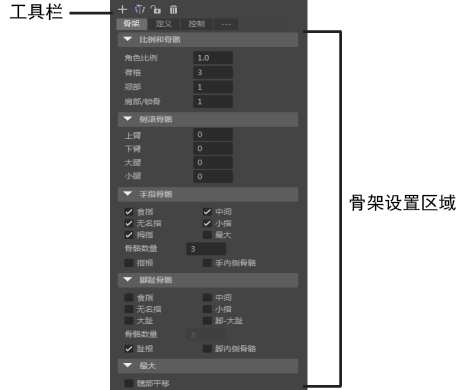 工具栏
骨架 定义 控制 ---
比例和骨骼
角色比例 1.0
脊椎 3
颈部 1
肩部/锁骨 1
侧滚骨骼
上臂 0
下臂 0
大腿 0
小腿 0
手指骨骼
食指 中间
无名指 小指
拇指 最大
骨骼数量 3
指根 手内侧骨骼
脚趾骨骼
食指 中间
无名指 小指
大趾 脚-大趾
骨骼数量 3
趾根 脚内侧骨骼
最大
髋部平移
骨架设置区域